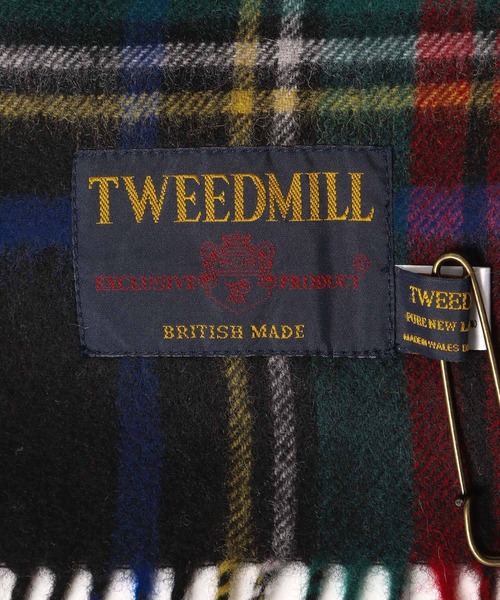 TWEEDMILL
EXCLUSIVE PRODUCT
BRITISH MADE
TWEED
PURE NEW
MADE IN WALES